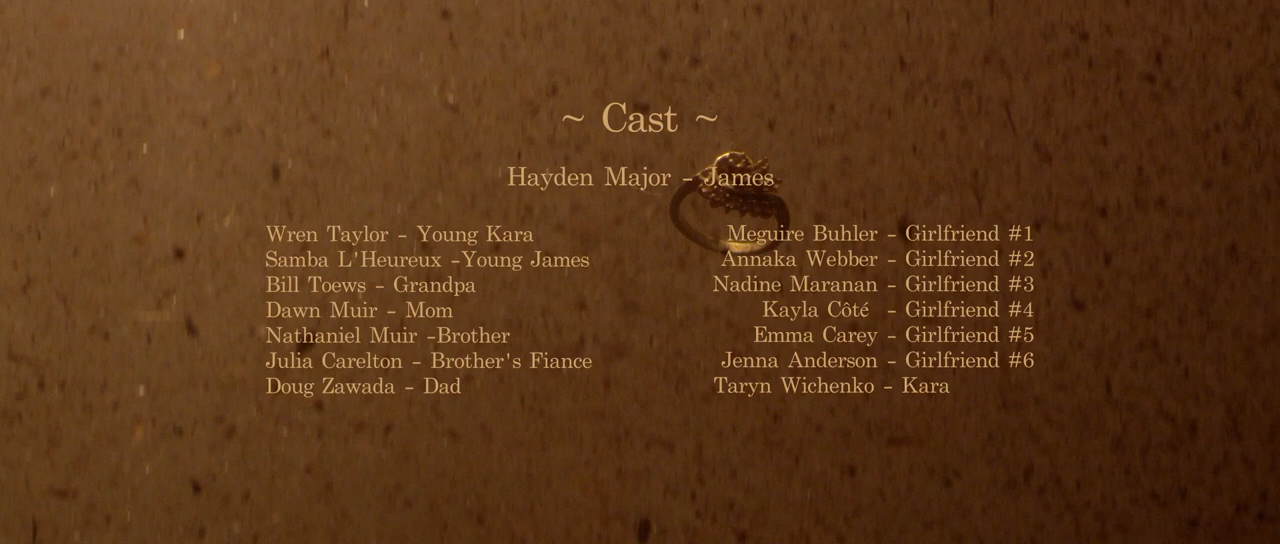 ~ Cast ~
Hayden Major - James
Wren Taylor - Young Kara
Samba L'Heureux -Young James
Bill Toews - Grandpa
Dawn Muir - Mom
Nathaniel Muir -Brother
Julia Carelton - Brother's Fiance
Doug Zawada - Dad
Meguire Buhler - Girlfriend #1
Annaka Webber - Girlfriend #2
Nadine Maranan - Girlfriend #3
Kayla Côté - Girlfriend #4
Emma Carey - Girlfriend #5
Jenna Anderson - Girlfriend #6
Taryn Wichenko - Kara